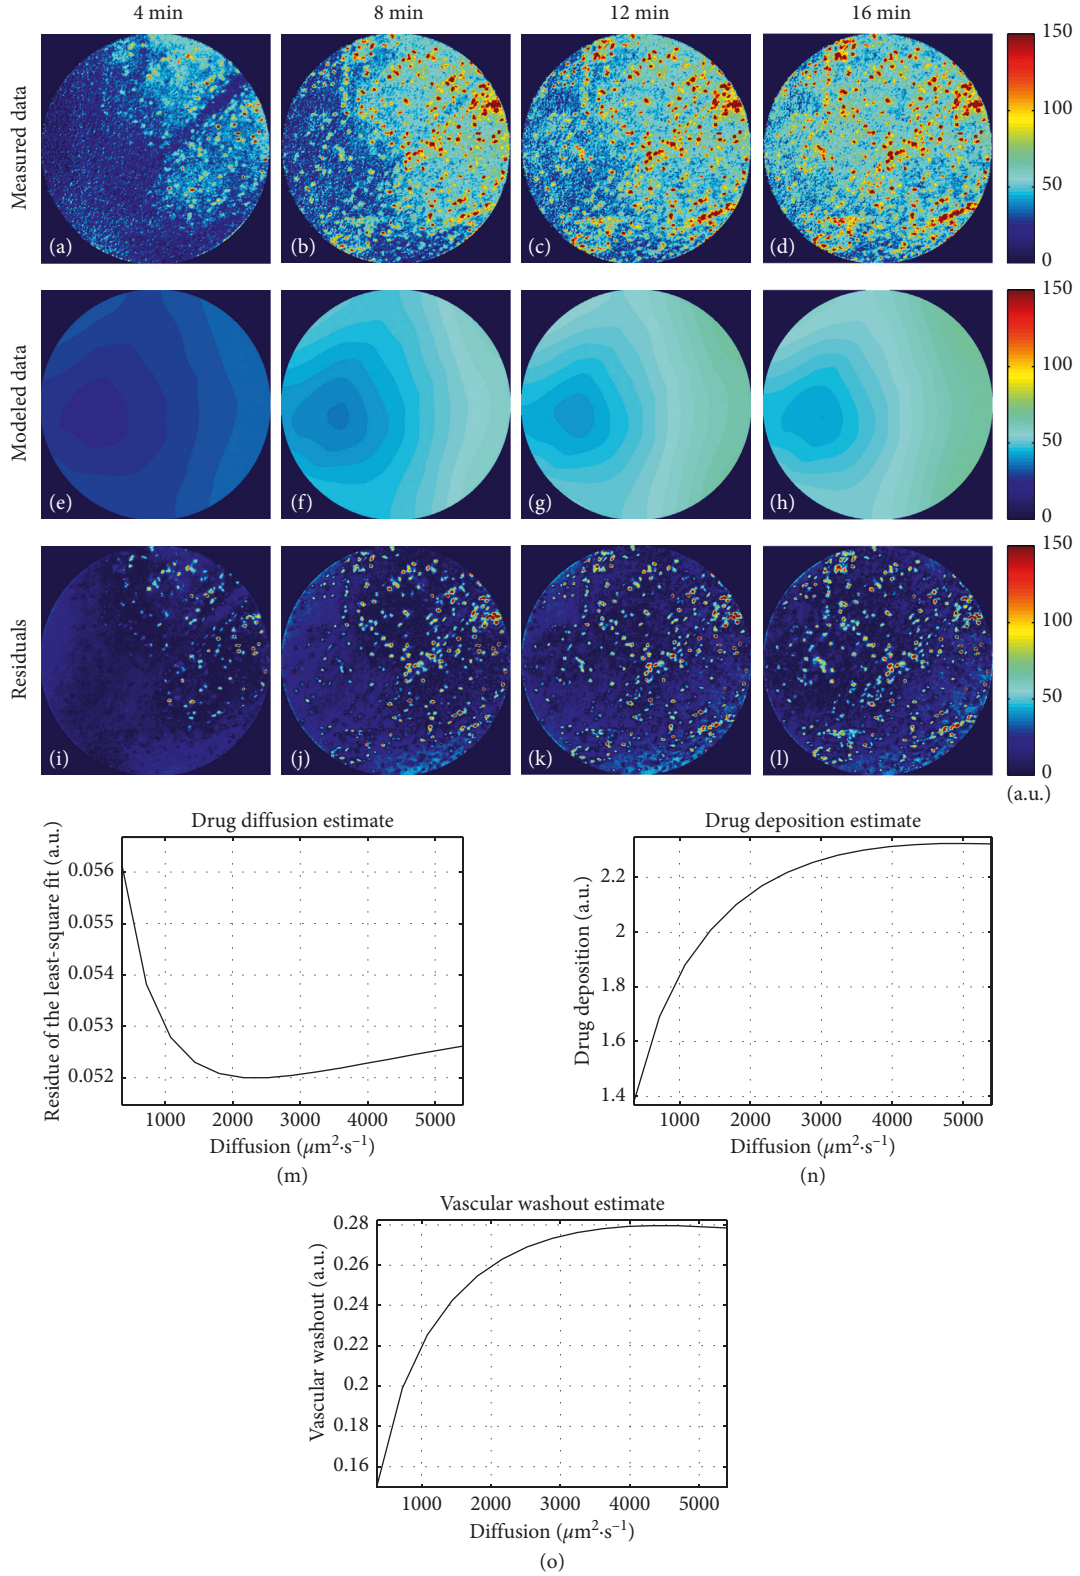 4 min 8 min 12 min 16 min
Measured data
(a) (b) (c) (d)
150
100
50
0
Modeled data
(e) (f) (g) (h)
150
100
50
0
Residuals
(i) (j) (k) (l)
150
100
50
0
(a.u.)
Drug diffusion estimate
Residue of the least-square fit (a.u.)
0.056
0.055
0.054
0.053
0.052
1000 2000 3000 4000 5000
Diffusion (μm²·s⁻¹)
(m)
Drug deposition estimate
Drug deposition (a.u.)
2.2
2
1.8
1.6
1.4
1000 2000 3000 4000 5000
Diffusion (μm²·s⁻¹)
(n)
Vascular washout estimate
Vascular washout (a.u.)
0.28
0.26
0.24
0.22
0.2
0.18
0.16
1000 2000 3000 4000 5000
Diffusion (μm²·s⁻¹)
(o)